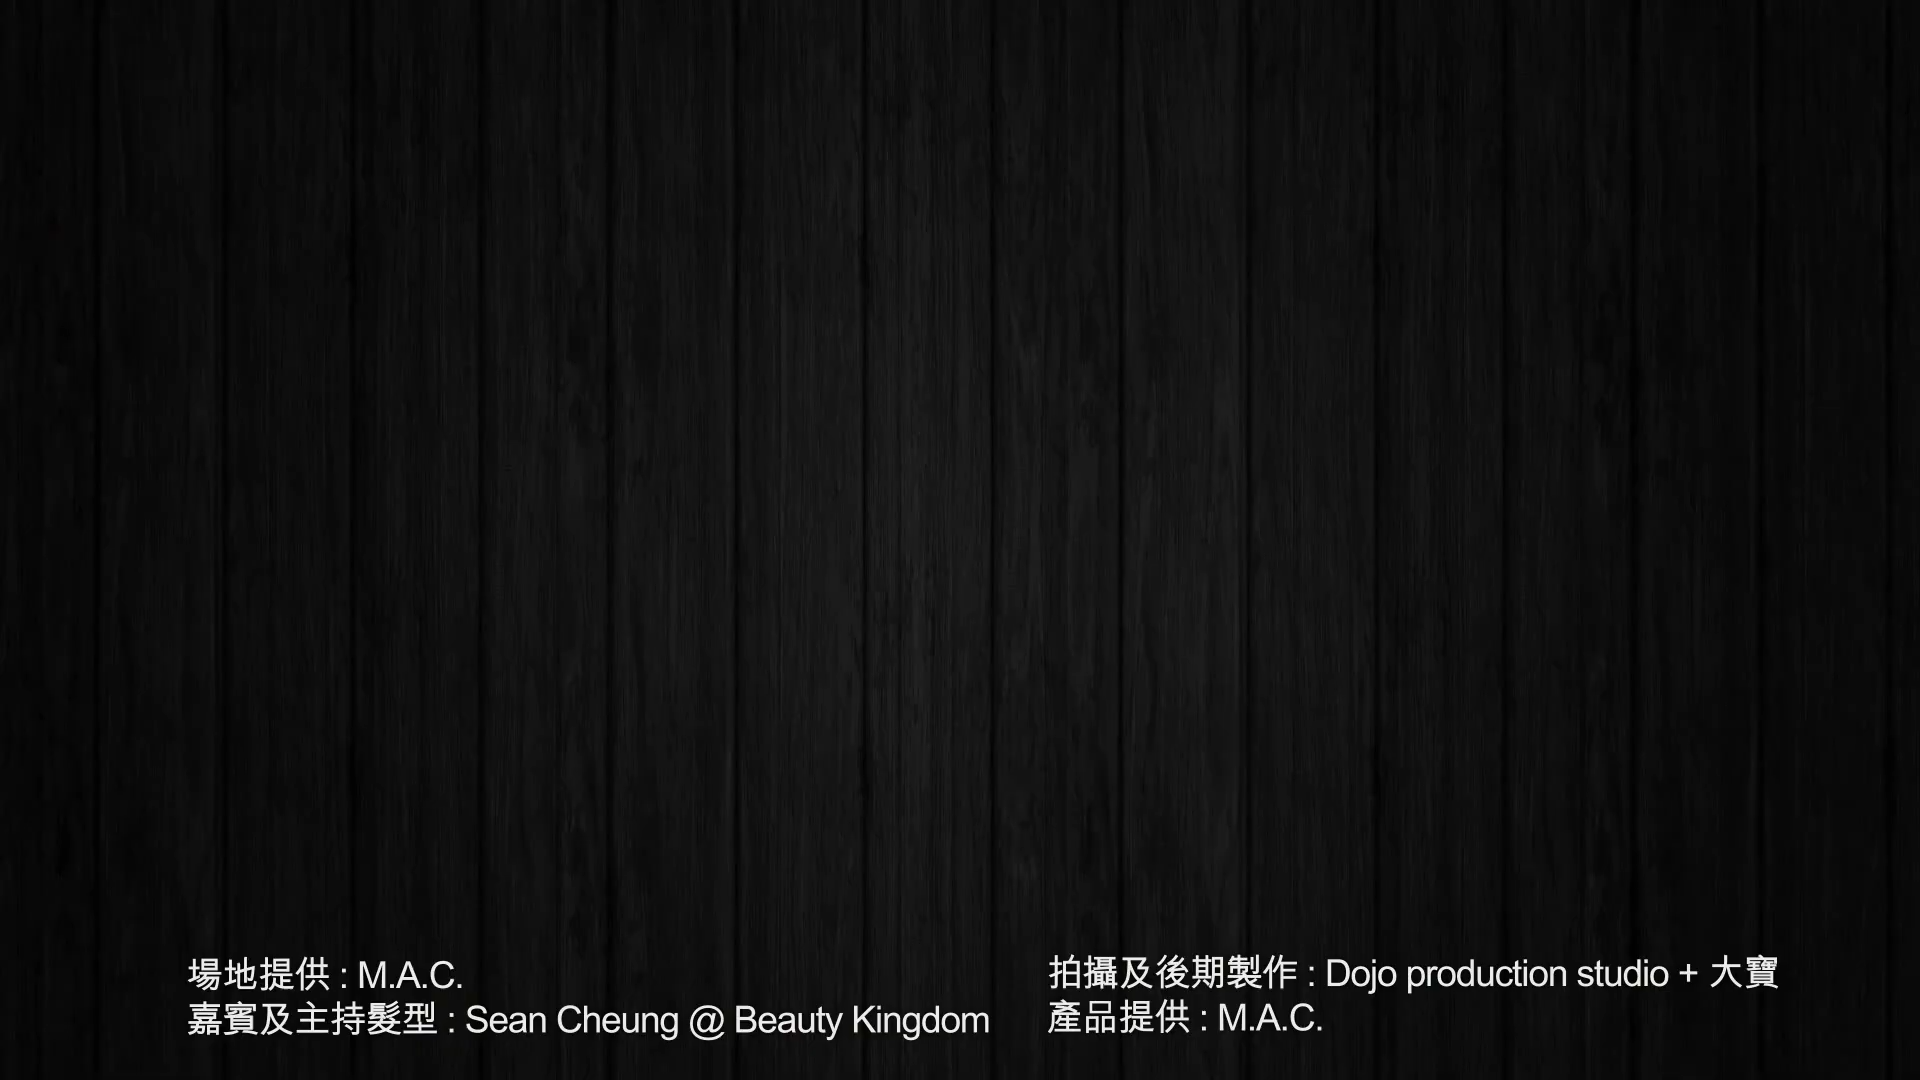 場地提供 : M.A.C.
嘉賓及主持髮型 : Sean Cheung @ Beauty Kingdom
拍攝及後期製作 : Dojo production studio + 大寶
產品提供 : M.A.C.